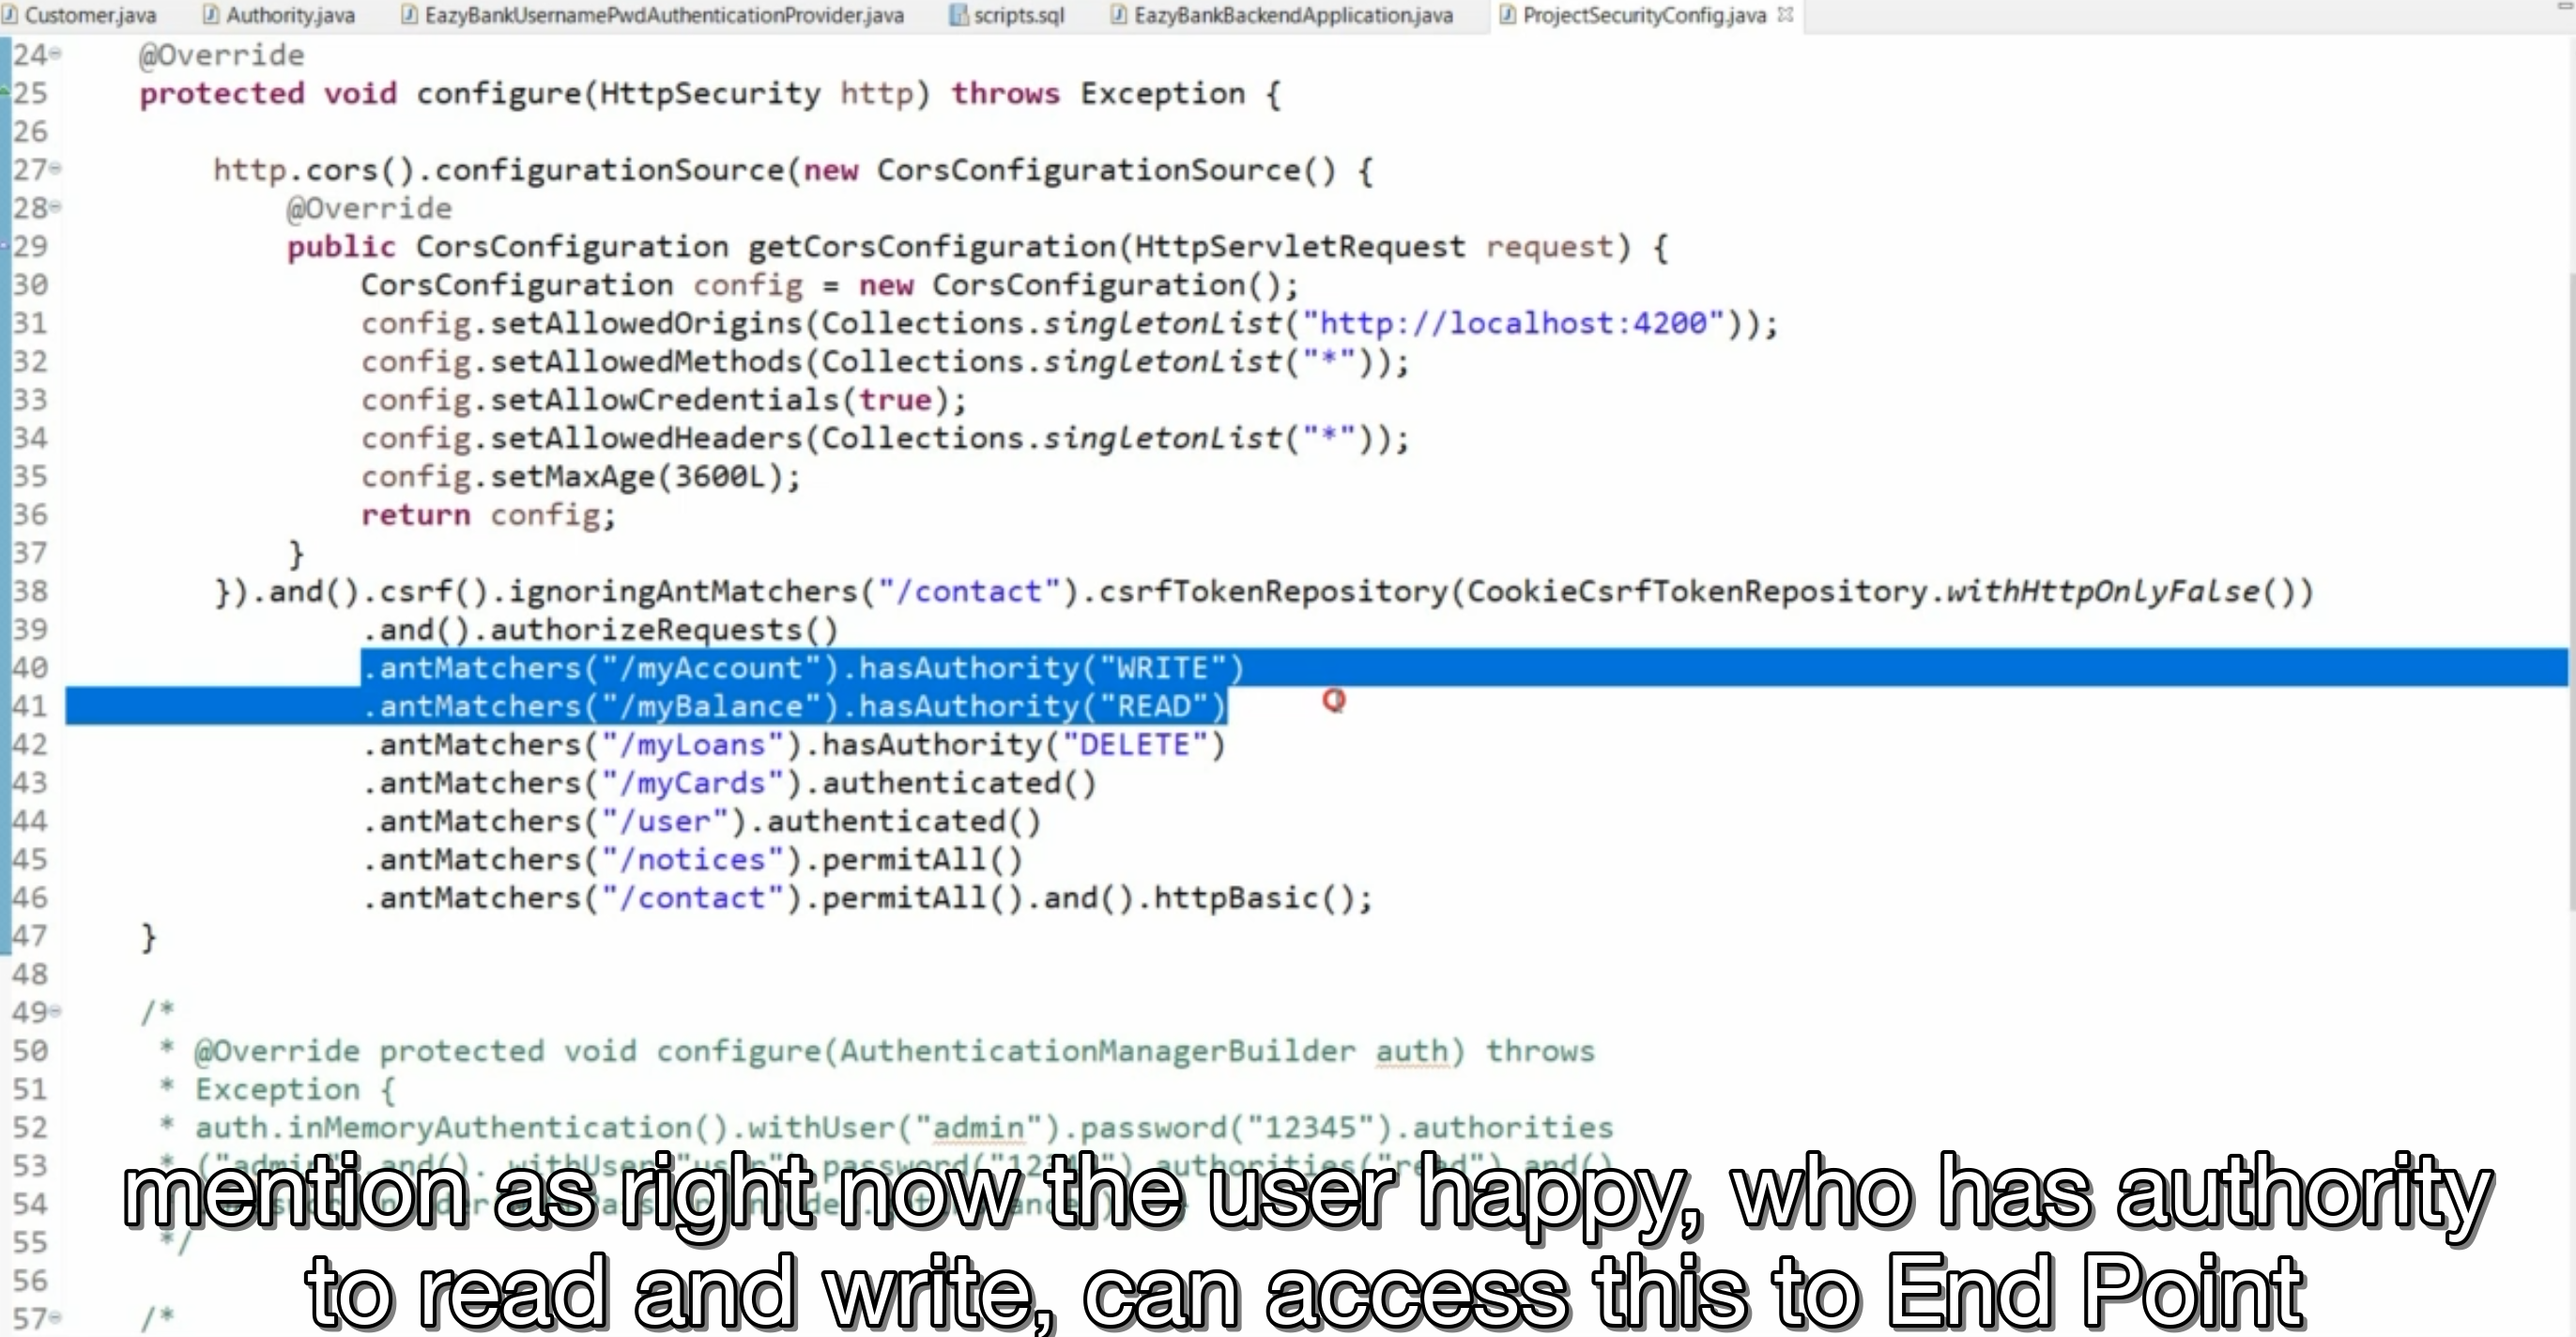 Customer.java Authority.java EazyBankUsernamePwdAuthenticationProvider.java scripts.sql EazyBankBackendApplication.java ProjectSecurityConfig.java
24 @Override
25 protected void configure(HttpSecurity http) throws Exception {
26
27 http.cors().configurationSource(new CorsConfigurationSource() {
28 @Override
29 public CorsConfiguration getCorsConfiguration(HttpServletRequest request) {
30 CorsConfiguration config = new CorsConfiguration();
31 config.setAllowedOrigins(Collections.singletonList("http://localhost:4200"));
32 config.setAllowedMethods(Collections.singletonList("*"));
33 config.setAllowCredentials(true);
34 config.setAllowedHeaders(Collections.singletonList("*"));
35 config.setMaxAge(3600L);
36 return config;
37 }
38 }).and().csrf().ignoringAntMatchers("/contact").csrfTokenRepository(CookieCsrfTokenRepository.withHttpOnlyFalse())
39 .and().authorizeRequests()
40 .antMatchers("/myAccount").hasAuthority("WRITE")
41 .antMatchers("/myBalance").hasAuthority("READ")
42 .antMatchers("/myLoans").hasAuthority("DELETE")
43 .antMatchers("/myCards").authenticated()
44 .antMatchers("/user").authenticated()
45 .antMatchers("/notices").permitAll()
46 .antMatchers("/contact").permitAll().and().httpBasic();
47 }
48
49 /*
50 * @Override protected void configure(AuthenticationManagerBuilder auth) throws
51 * Exception {
52 * auth.inMemoryAuthentication().withUser("admin").password("12345").authorities
53
54
55 */
56
57 /*
mention as right now the user happy, who has authority
to read and write, can access this to End Point